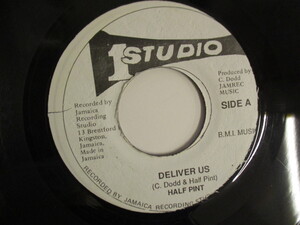 1 STUDIO
Recorded by
Jamaica
Recording
Studio
13 Brentford
Kingston,
Jamaica,
Made in
Jamaica
Produced by
C. Dodd
JAMREC
MUSIC
SIDE A
B.M.I. MUSIC
DELIVER US
(C. Dodd & Half Pint)
HALF PINT
RECORDED BY JAMAICA RECORDING